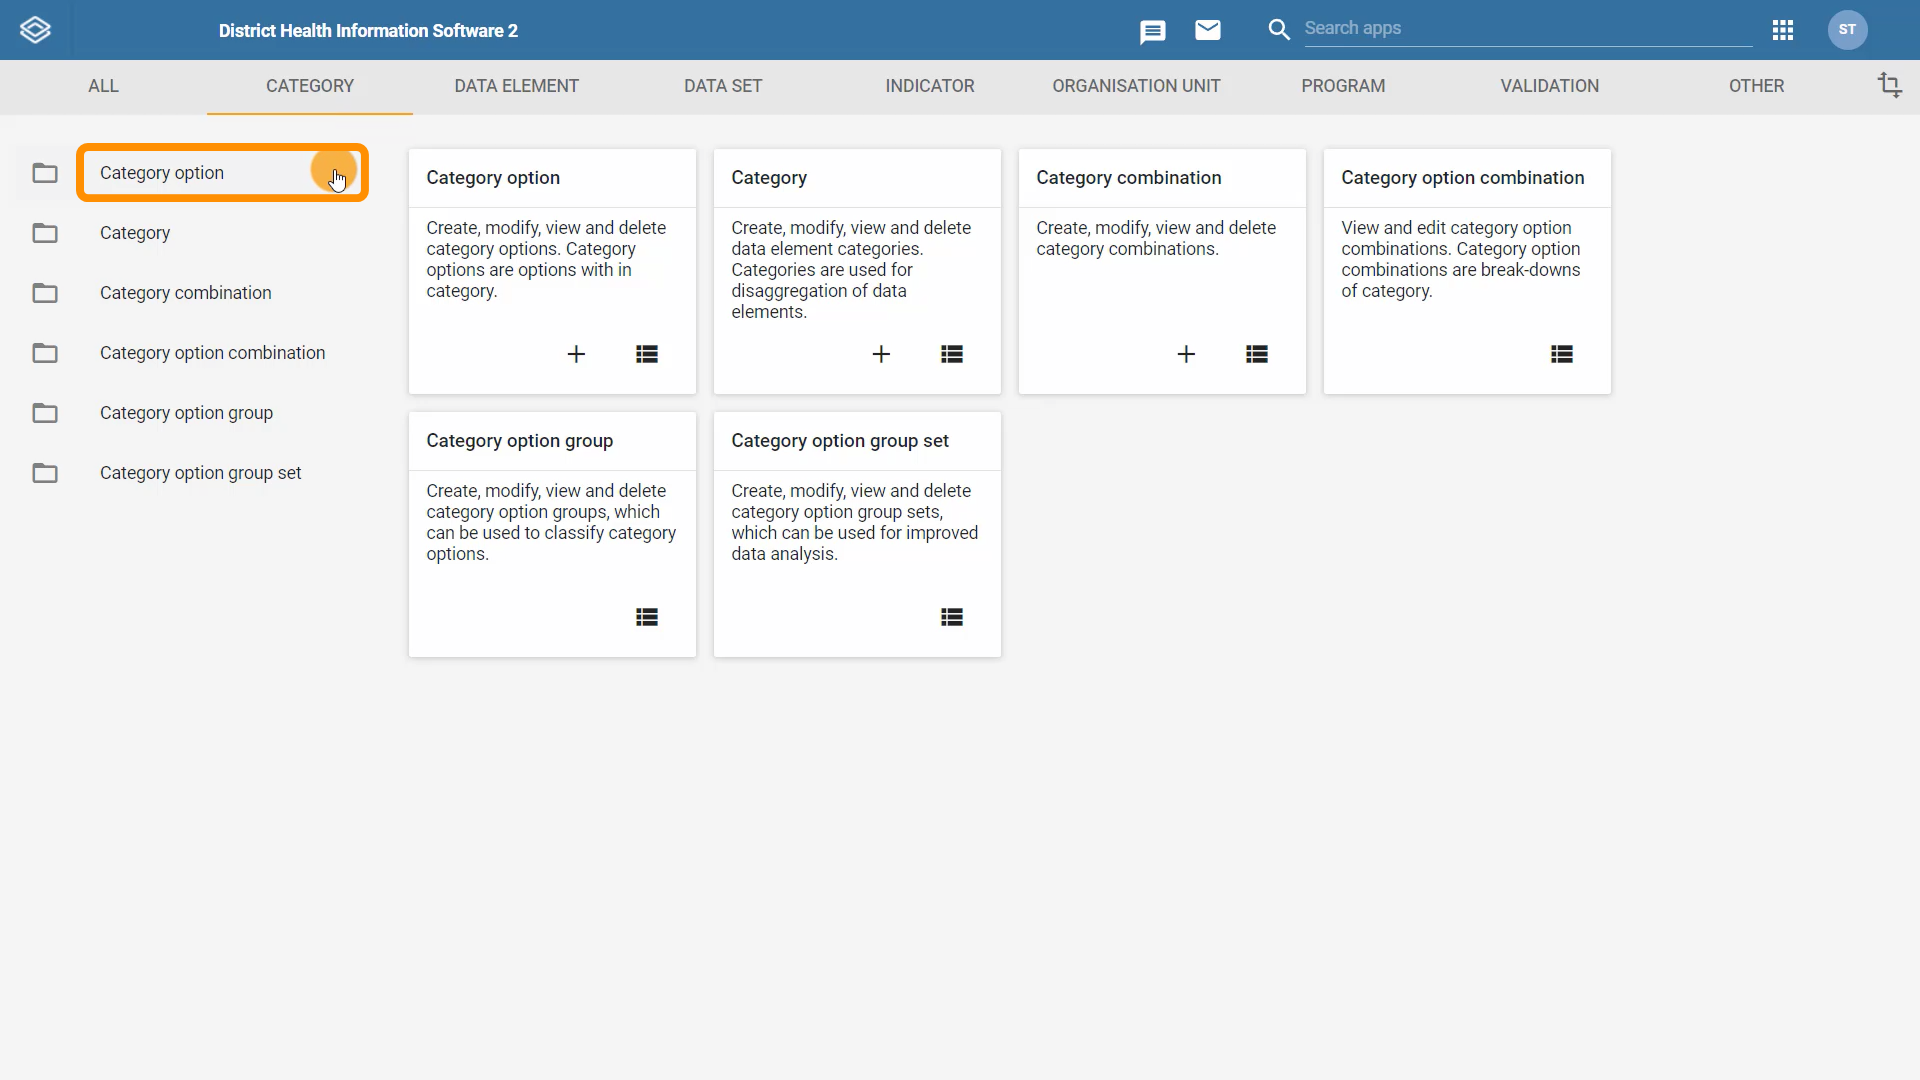 District Health Information Software 2
Search apps
ST
ALL
CATEGORY
DATA ELEMENT
DATA SET
INDICATOR
ORGANISATION UNIT
PROGRAM
VALIDATION
OTHER
Category option
Category
Category combination
Category option combination
Category option group
Category option group set
Category option
Create, modify, view and delete
category options. Category
options are options with in
category.
Category
Create, modify, view and delete
data element categories.
Categories are used for
disaggregation of data
elements.
Category combination
Create, modify, view and delete
category combinations.
Category option combination
View and edit category option
combinations. Category option
combinations are break-downs
of category.
Category option group
Create, modify, view and delete
category option groups, which
can be used to classify category
options.
Category option group set
Create, modify, view and delete
category option group sets,
which can be used for improved
data analysis.